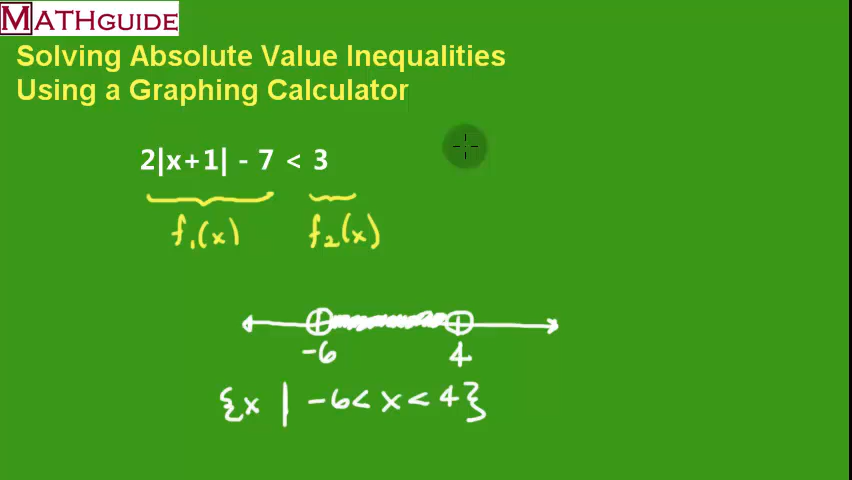 MATHGUIDE
Solving Absolute Value Inequalities
Using a Graphing Calculator
2|x+1| - 7 < 3
f₁(x) f₂(x)
-6 4
{x | -6 < x < 4}